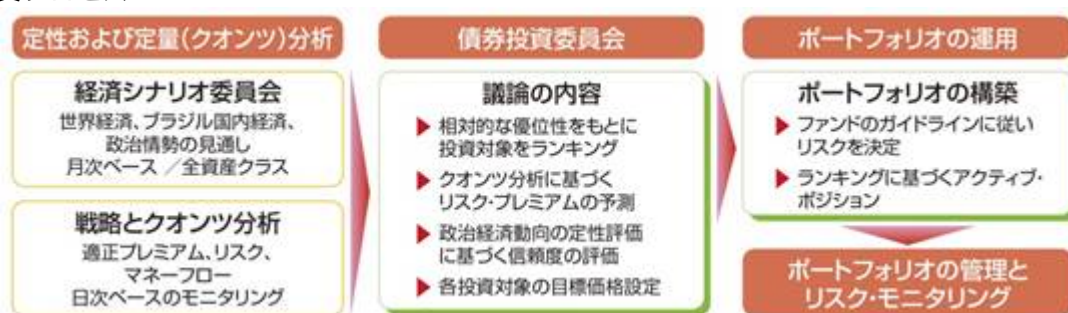 定性および定量(クオンツ)分析
経済シナリオ委員会
世界経済、ブラジル国内経済、
政治情勢の見通し
月次ベース ／全資産クラス
戦略とクオンツ分析
適正プレミアム、リスク、
マネーフロー
日次ベースのモニタリング
債券投資委員会
議論の内容
▶ 相対的な優位性をもとに
投資対象をランキング
▶ クオンツ分析に基づく
リスク・プレミアムの予測
▶ 政治経済動向の定性評価
に基づく信頼度の評価
▶ 各投資対象の目標価格設定
ポートフォリオの運用
ポートフォリオの構築
▶ ファンドのガイドラインに従い
リスクを決定
▶ ランキングに基づくアクティブ・
ポジション
ポートフォリオの管理と
リスク・モニタリング